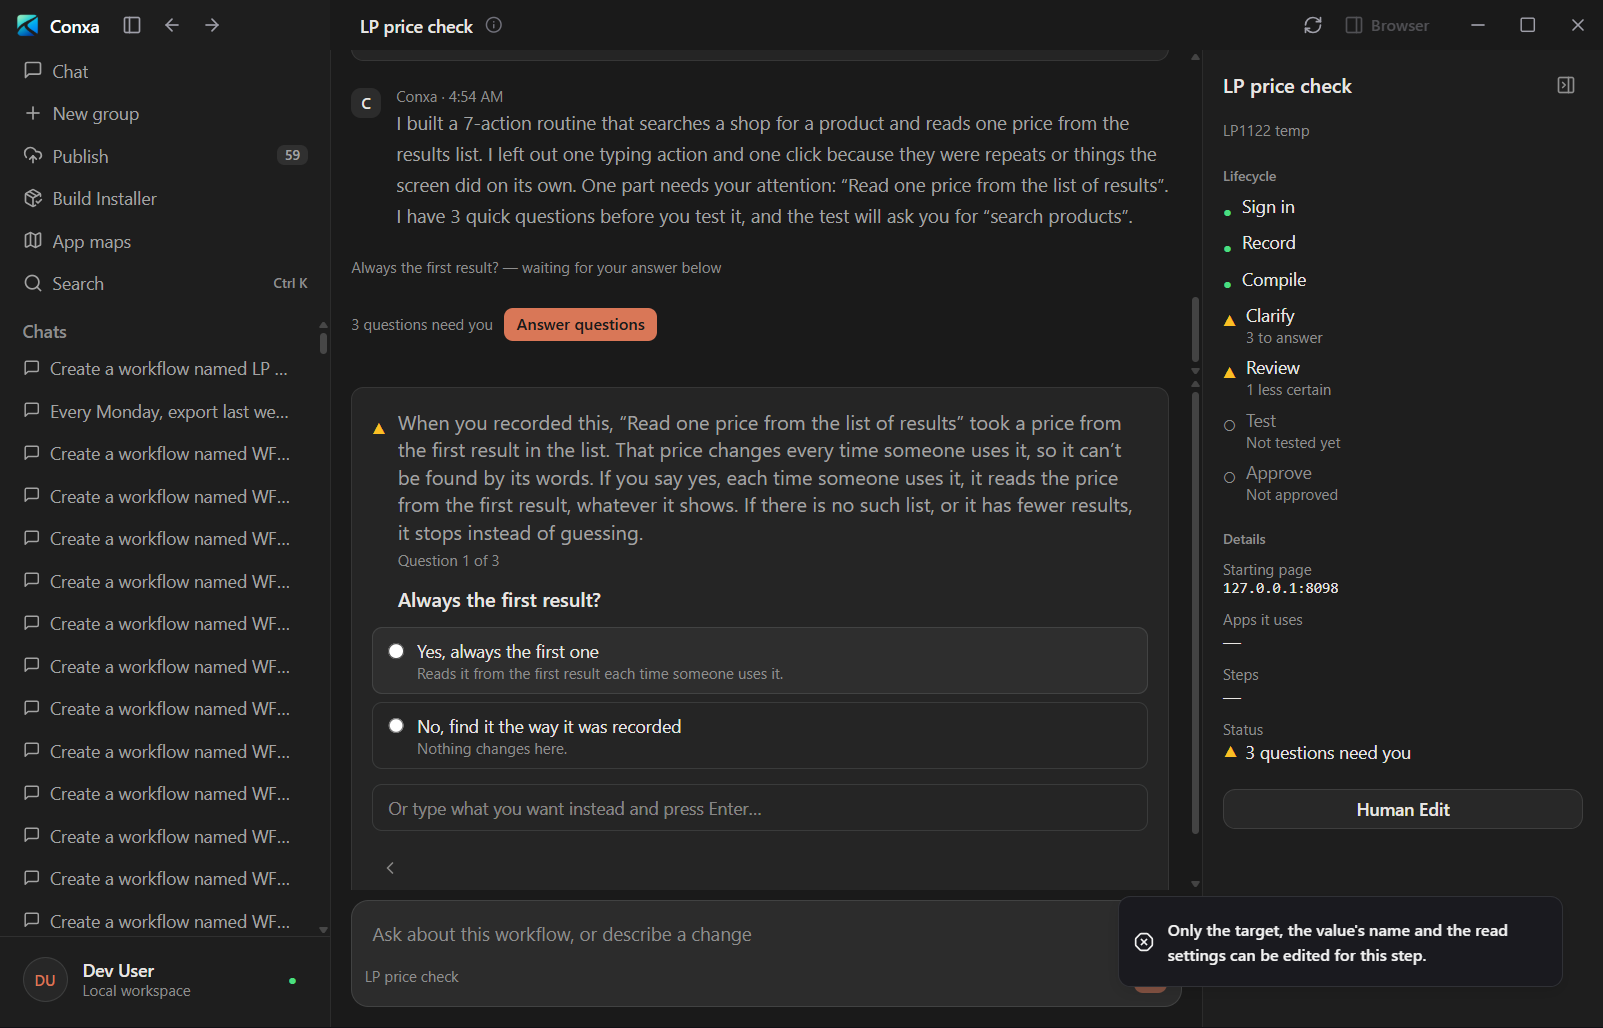 Conxa
LP price check
Browser
Chat
New group
Publish
59
Build Installer
App maps
Search
Ctrl K
Chats
Create a workflow named LP ...
Every Monday, export last we...
Create a workflow named WF...
Create a workflow named WF...
Create a workflow named WF...
Create a workflow named WF...
Create a workflow named WF...
Create a workflow named WF...
Create a workflow named WF...
Create a workflow named WF...
Create a workflow named WF...
Create a workflow named WF...
Create a workflow named WF...
Create a workflow named WF...
DU
Dev User
Local workspace
C
Conxa · 4:54 AM
I built a 7-action routine that searches a shop for a product and reads one price from the
results list. I left out one typing action and one click because they were repeats or things the
screen did on its own. One part needs your attention: “Read one price from the list of results”.
I have 3 quick questions before you test it, and the test will ask you for “search products”.
Always the first result? — waiting for your answer below
3 questions need you
Answer questions
When you recorded this, “Read one price from the list of results” took a price from
the first result in the list. That price changes every time someone uses it, so it can’t
be found by its words. If you say yes, each time someone uses it, it reads the price
from the first result, whatever it shows. If there is no such list, or it has fewer results,
it stops instead of guessing.
Question 1 of 3
Always the first result?
Yes, always the first one
Reads it from the first result each time someone uses it.
No, find it the way it was recorded
Nothing changes here.
Or type what you want instead and press Enter...
Ask about this workflow, or describe a change
LP price check
LP price check
LP1122 temp
Lifecycle
Sign in
Record
Compile
Clarify
3 to answer
Review
1 less certain
Test
Not tested yet
Approve
Not approved
Details
Starting page
127.0.0.1:8098
Apps it uses
—
Steps
—
Status
3 questions need you
Human Edit
Only the target, the value's name and the read
settings can be edited for this step.